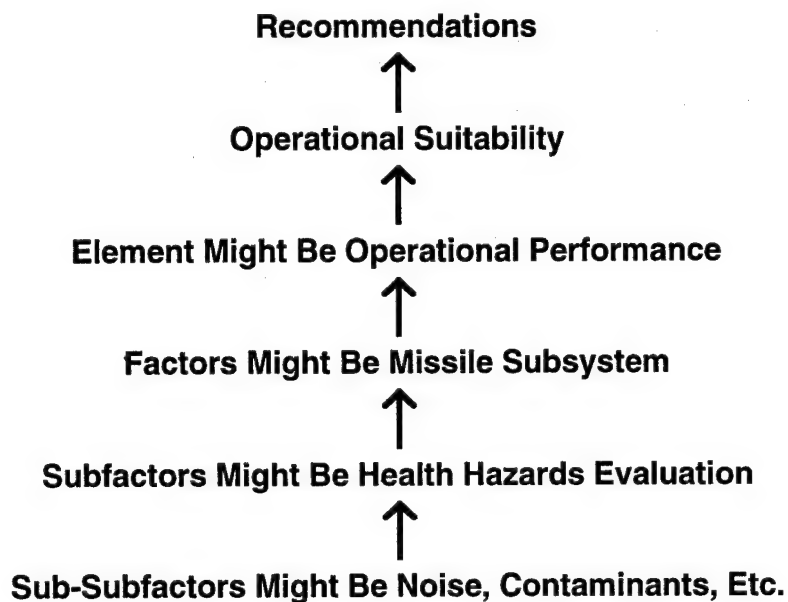 Recommendations
Operational Suitability
Element Might Be Operational Performance
Factors Might Be Missile Subsystem
Subfactors Might Be Health Hazards Evaluation
Sub-Subfactors Might Be Noise, Contaminants, Etc.